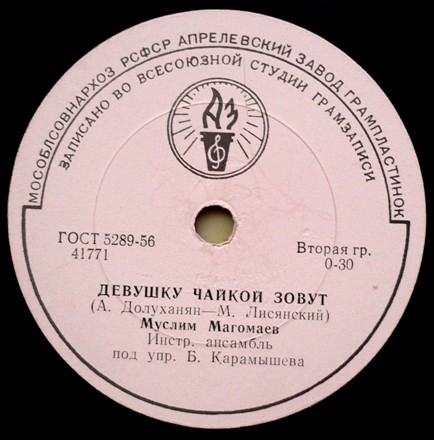 МОСОБЛСОВНАРХОЗ РСФСР АПРЕЛЕВСКИЙ ЗАВОД ГРАМПЛАСТИНОК
ЗАПИСАНО ВО ВСЕСОЮЗНОЙ СТУДИИ ГРАМЗАПИСИ
АЗ
ГОСТ 5289-56
41771
Вторая гр.
0-30
ДЕВУШКУ ЧАЙКОЙ ЗОВУТ
(А. Долуханян—М. Лисянский)
Муслим Магомаев
Инстр. ансамбль
под упр. Б. Карамышева